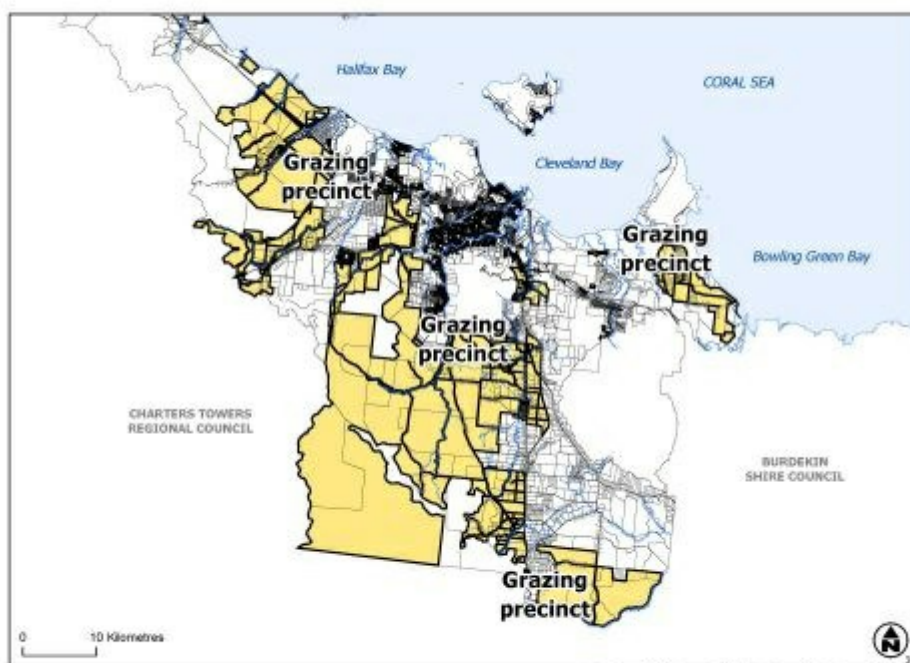 Halifax Bay
CORAL SEA
Grazing
precinct
Cleveland Bay
Grazing
precinct
Bowling Green Bay
Grazing
precinct
CHARTERS TOWERS
REGIONAL COUNCIL
BURDEKIN
SHIRE COUNCIL
Grazing
precinct
0 10 Kilometres
N